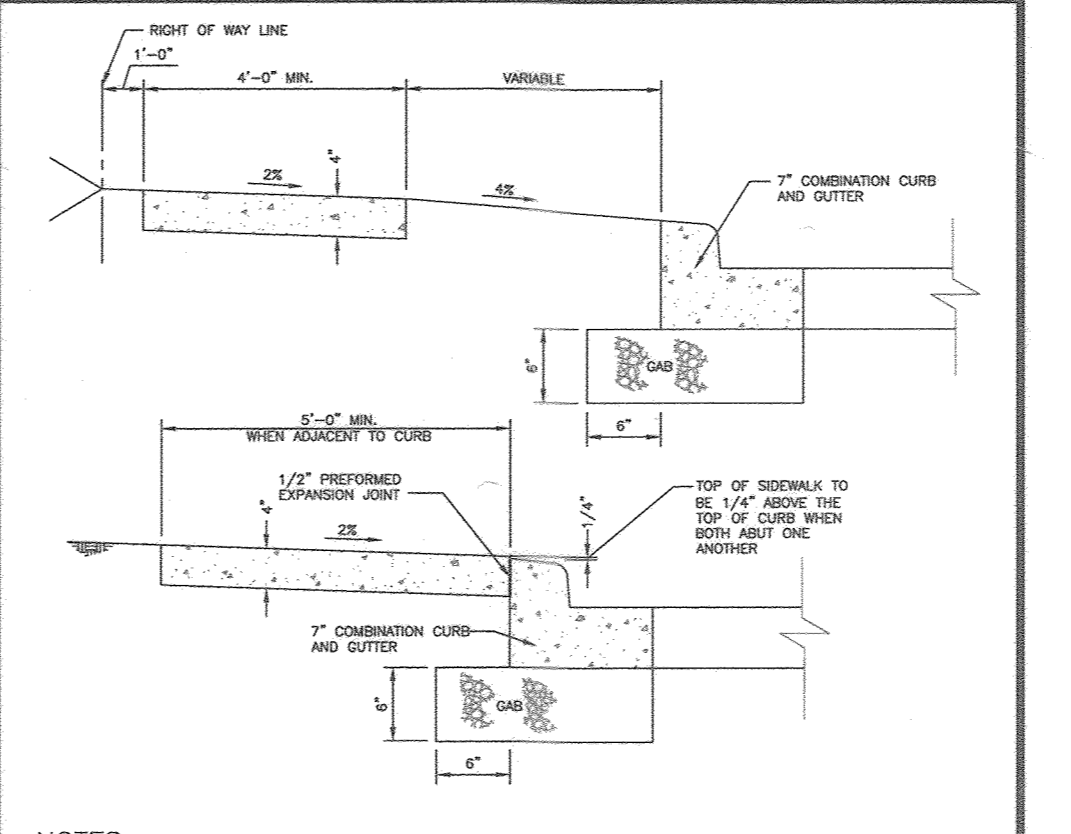 RIGHT OF WAY LINE
1'-0"
4'-0" MIN.
VARIABLE
2%
4"
4%
7" COMBINATION CURB
AND GUTTER
6"
GAB
6"
5'-0" MIN.
WHEN ADJACENT TO CURB
1/2" PREFORMED
EXPANSION JOINT
4"
2%
1/4"
TOP OF SIDEWALK TO
BE 1/4" ABOVE THE
TOP OF CURB WHEN
BOTH ABUT ONE
ANOTHER
7" COMBINATION CURB
AND GUTTER
6"
GAB
6"